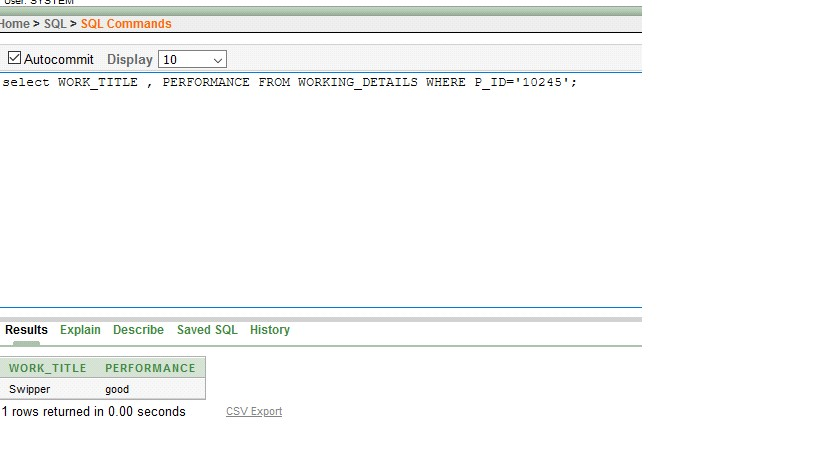 User: SYSTEM
Home > SQL > SQL Commands
Autocommit Display 10
select WORK_TITLE , PERFORMANCE FROM WORKING_DETAILS WHERE P_ID='10245';
Results Explain Describe Saved SQL History
WORK_TITLE PERFORMANCE
Swipper good
1 rows returned in 0.00 seconds CSV Export